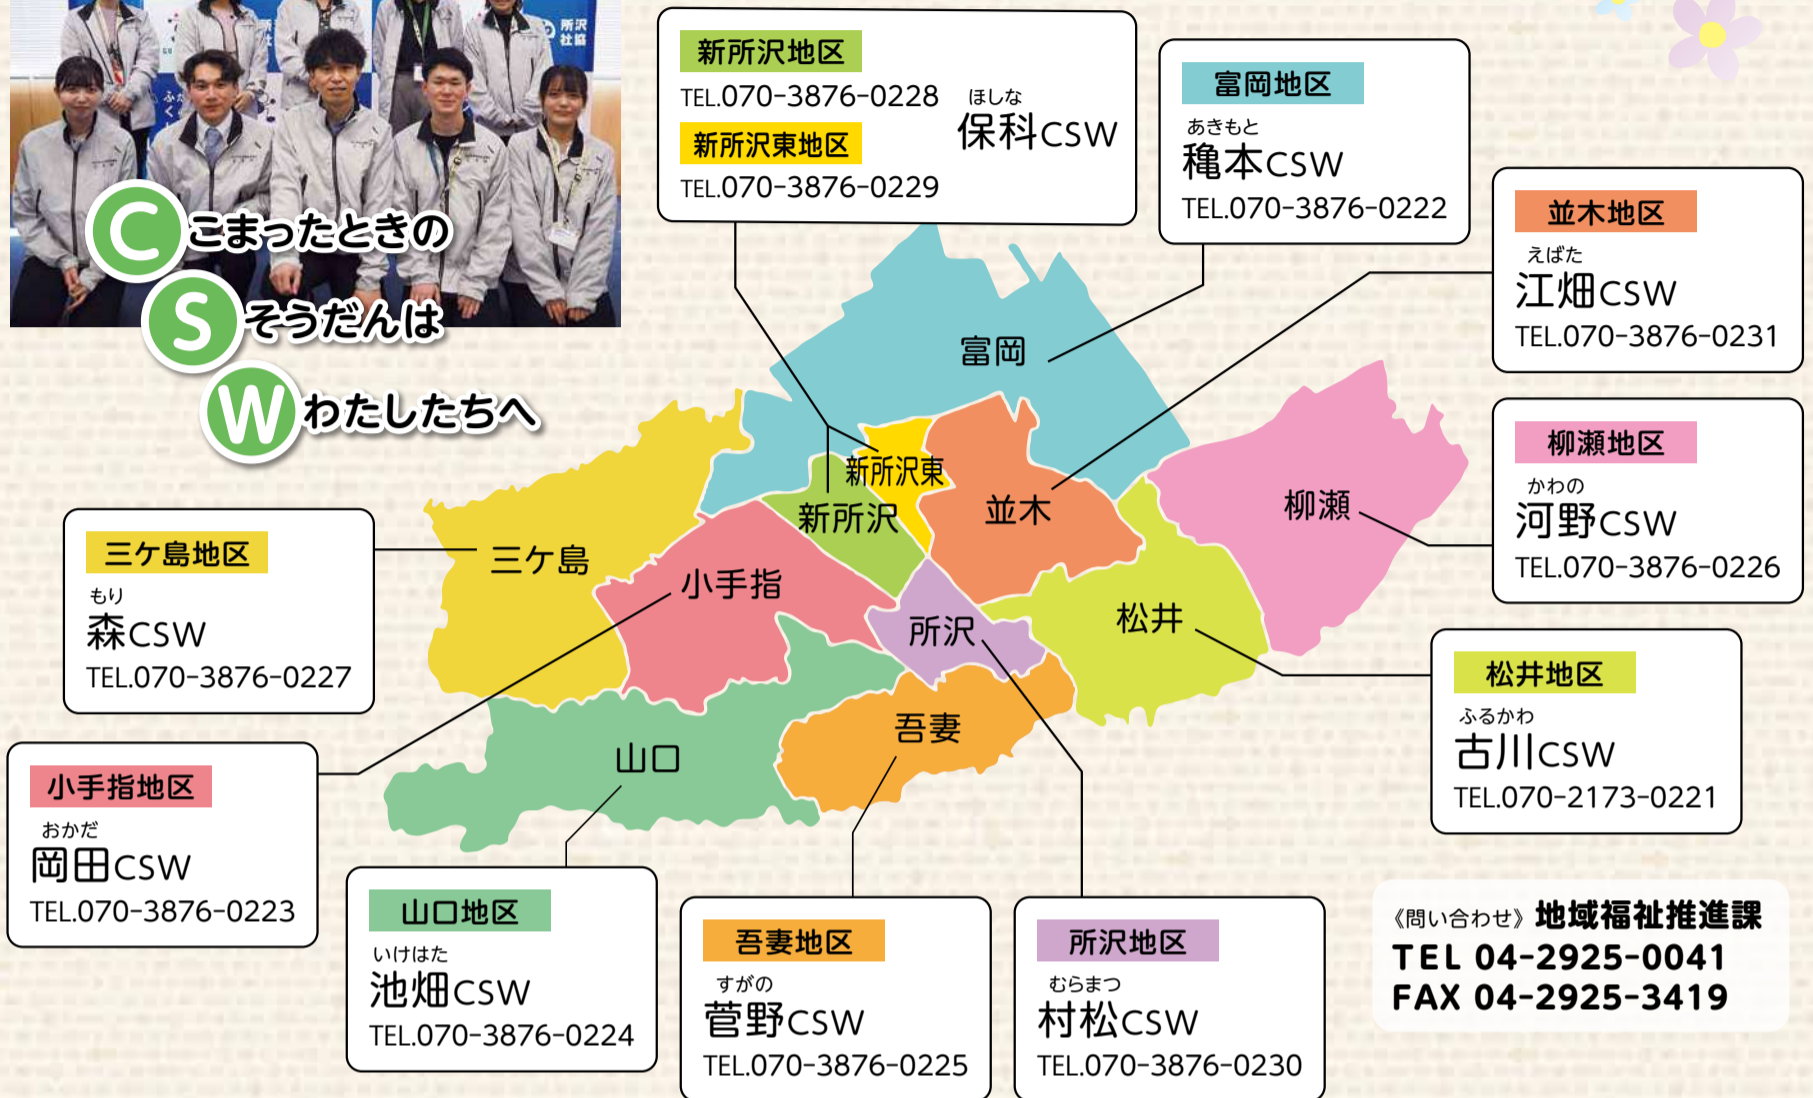 所沢
社協
C こまったときの
S そうだんは
W わたしたちへ
新所沢地区
TEL.070-3876-0228
新所沢東地区
TEL.070-3876-0229
ほしな
保科CSW
富岡地区
あきもと
穐本CSW
TEL.070-3876-0222
並木地区
えばた
江畑CSW
TEL.070-3876-0231
柳瀬地区
かわの
河野CSW
TEL.070-3876-0226
松井地区
ふるかわ
古川CSW
TEL.070-2173-0221
富岡
新所沢東
新所沢
並木
柳瀬
三ケ島
小手指
所沢
松井
山口
吾妻
三ケ島地区
もり
森CSW
TEL.070-3876-0227
小手指地区
おかだ
岡田CSW
TEL.070-3876-0223
山口地区
いけはた
池畑CSW
TEL.070-3876-0224
吾妻地区
すがの
菅野CSW
TEL.070-3876-0225
所沢地区
むらまつ
村松CSW
TEL.070-3876-0230
《問い合わせ》地域福祉推進課
TEL 04-2925-0041
FAX 04-2925-3419